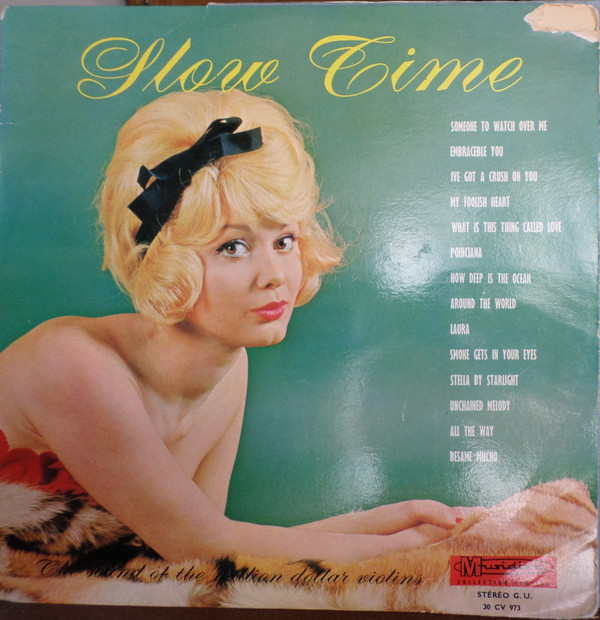 Slow Time
SOMEONE TO WATCH OVER ME
EMBRACEBLE YOU
IVE GOT A CRUSH ON YOU
MY FOOLISH HEART
WHAT IS THIS THING CALLED LOVE
POINCIANA
HOW DEEP IS THE OCEAN
AROUND THE WORLD
LAURA
SMOKE GETS IN YOUR EYES
STELLA BY STARLIGHT
UNCHAINED MELODY
ALL THE WAY
BESAME MUCHO
The sound of the million dollar violins
STÉRÉO G. U.
30 CV 973